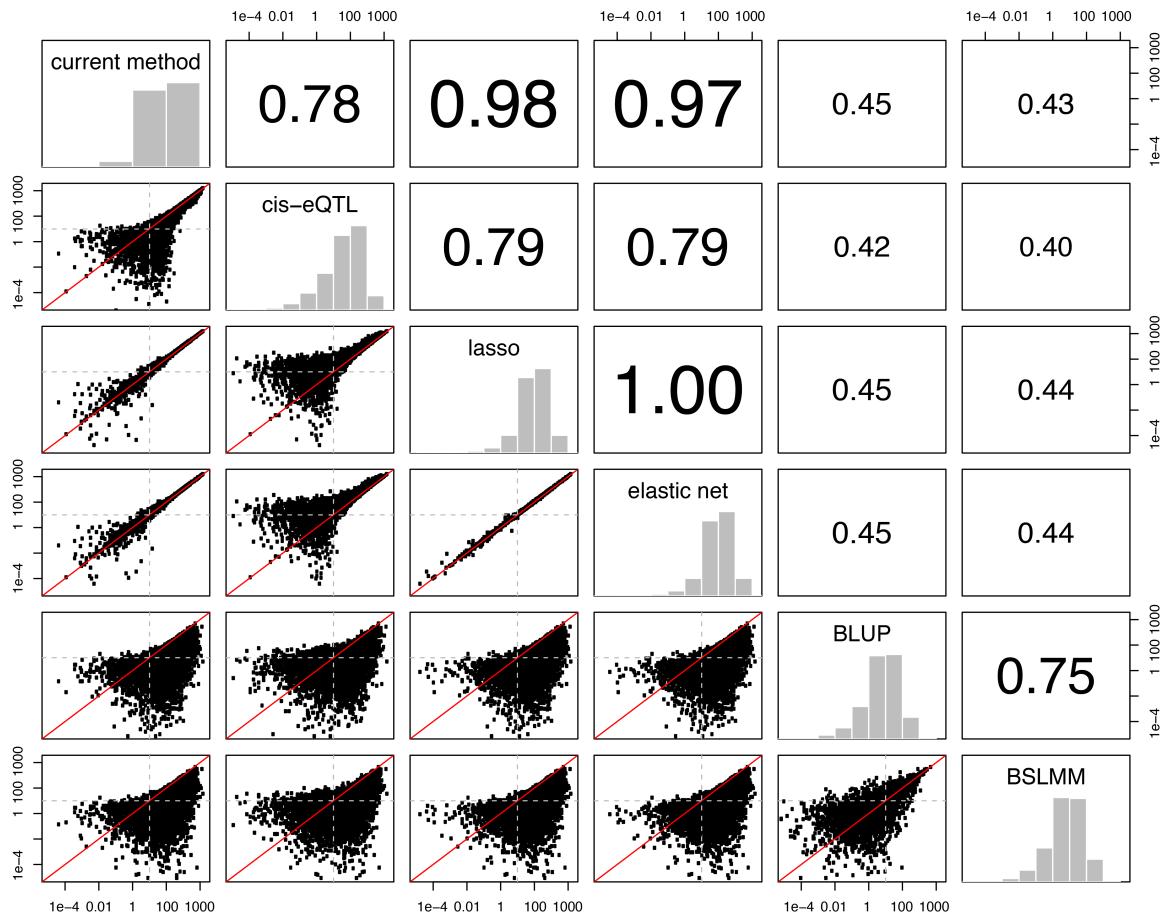 1e−4 0.01 1 100 1000 1e−4 0.01 1 100 1000 1e−4 0.01 1 100 1000
current method 0.78 0.98 0.97 0.45 0.43
1e−4 1 100 1000
1e−4 1 100 1000
cis−eQTL 0.79 0.79 0.42 0.40
lasso 1.00 0.45 0.44
1e−4 1 100 1000
1e−4 1 100 1000
elastic net 0.45 0.44
BLUP 0.75
1e−4 1 100 1000
1e−4 1 100 1000
BSLMM
1e−4 0.01 1 100 1000 1e−4 0.01 1 100 1000 1e−4 0.01 1 100 1000